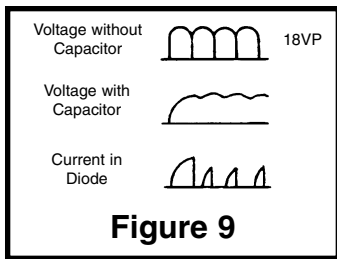 Voltage without
Capacitor
18VP
Voltage with
Capacitor
Current in
Diode
Figure 9